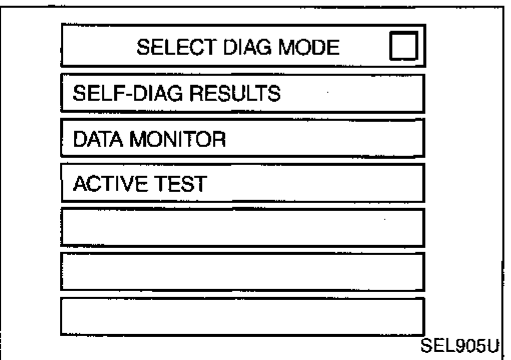 SELECT DIAG MODE
SELF-DIAG RESULTS
DATA MONITOR
ACTIVE TEST
SEL905U